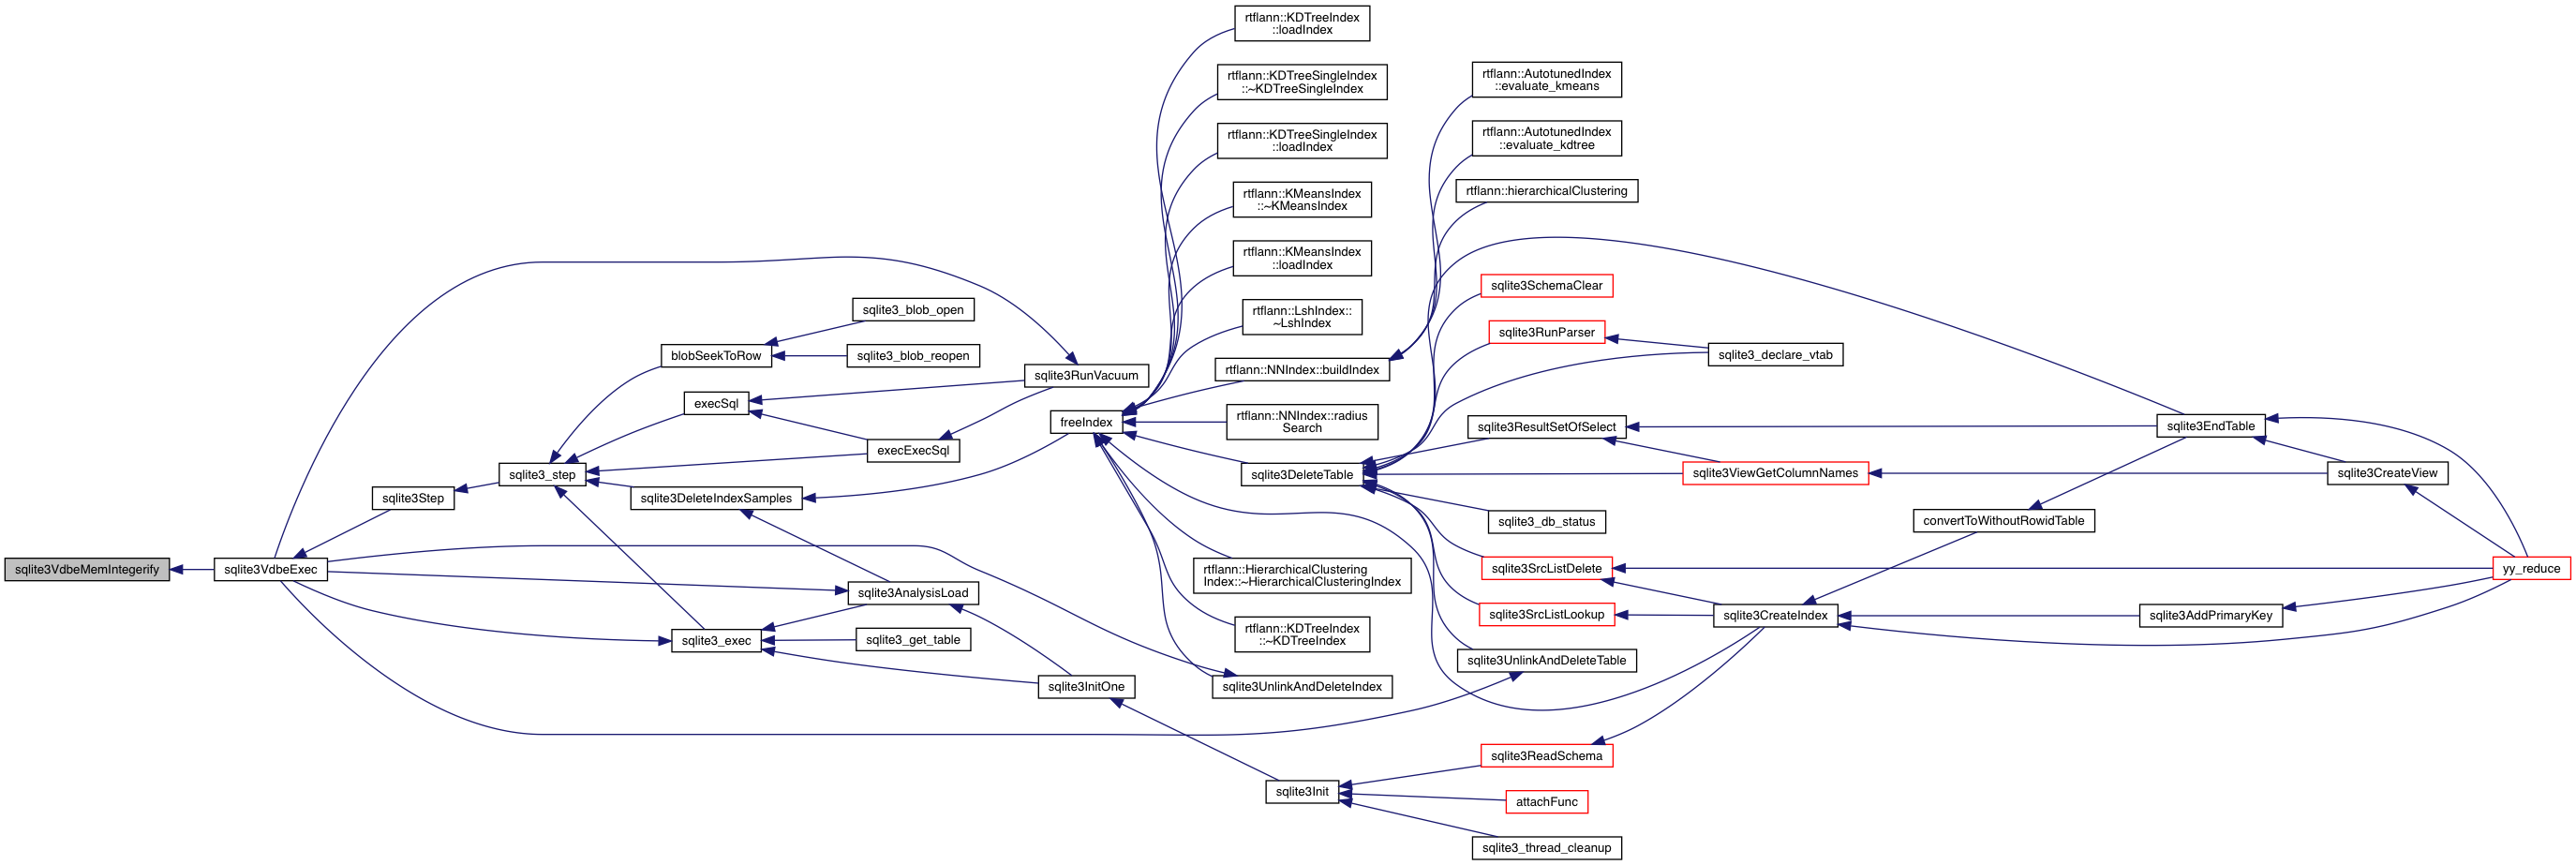 rtflann::KDTreeIndex
::loadIndex
rtflann::KDTreeSingleIndex
::~KDTreeSingleIndex
rtflann::KDTreeSingleIndex
::loadIndex
rtflann::KMeansIndex
::~KMeansIndex
rtflann::KMeansIndex
::loadIndex
rtflann::LshIndex::
~LshIndex
rtflann::NNIndex::buildIndex
rtflann::NNIndex::radius
Search
rtflann::AutotunedIndex
::evaluate_kmeans
rtflann::AutotunedIndex
::evaluate_kdtree
rtflann::hierarchicalClustering
sqlite3SchemaClear
sqlite3RunParser
sqlite3_declare_vtab
sqlite3ResultSetOfSelect
sqlite3ViewGetColumnNames
sqlite3DeleteTable
sqlite3_db_status
sqlite3SrcListDelete
sqlite3SrcListLookup
sqlite3UnlinkAndDeleteTable
sqlite3EndTable
sqlite3CreateView
convertToWithoutRowidTable
yy_reduce
sqlite3CreateIndex
sqlite3AddPrimaryKey
sqlite3_blob_open
blobSeekToRow
sqlite3_blob_reopen
sqlite3RunVacuum
execSql
execExecSql
freeIndex
sqlite3_step
sqlite3Step
sqlite3DeleteIndexSamples
sqlite3VdbeMemIntegerify
sqlite3VdbeExec
sqlite3AnalysisLoad
sqlite3_exec
sqlite3_get_table
sqlite3InitOne
rtflann::HierarchicalClustering
Index::~HierarchicalClusteringIndex
rtflann::KDTreeIndex
::~KDTreeIndex
sqlite3UnlinkAndDeleteIndex
sqlite3Init
sqlite3ReadSchema
attachFunc
sqlite3_thread_cleanup